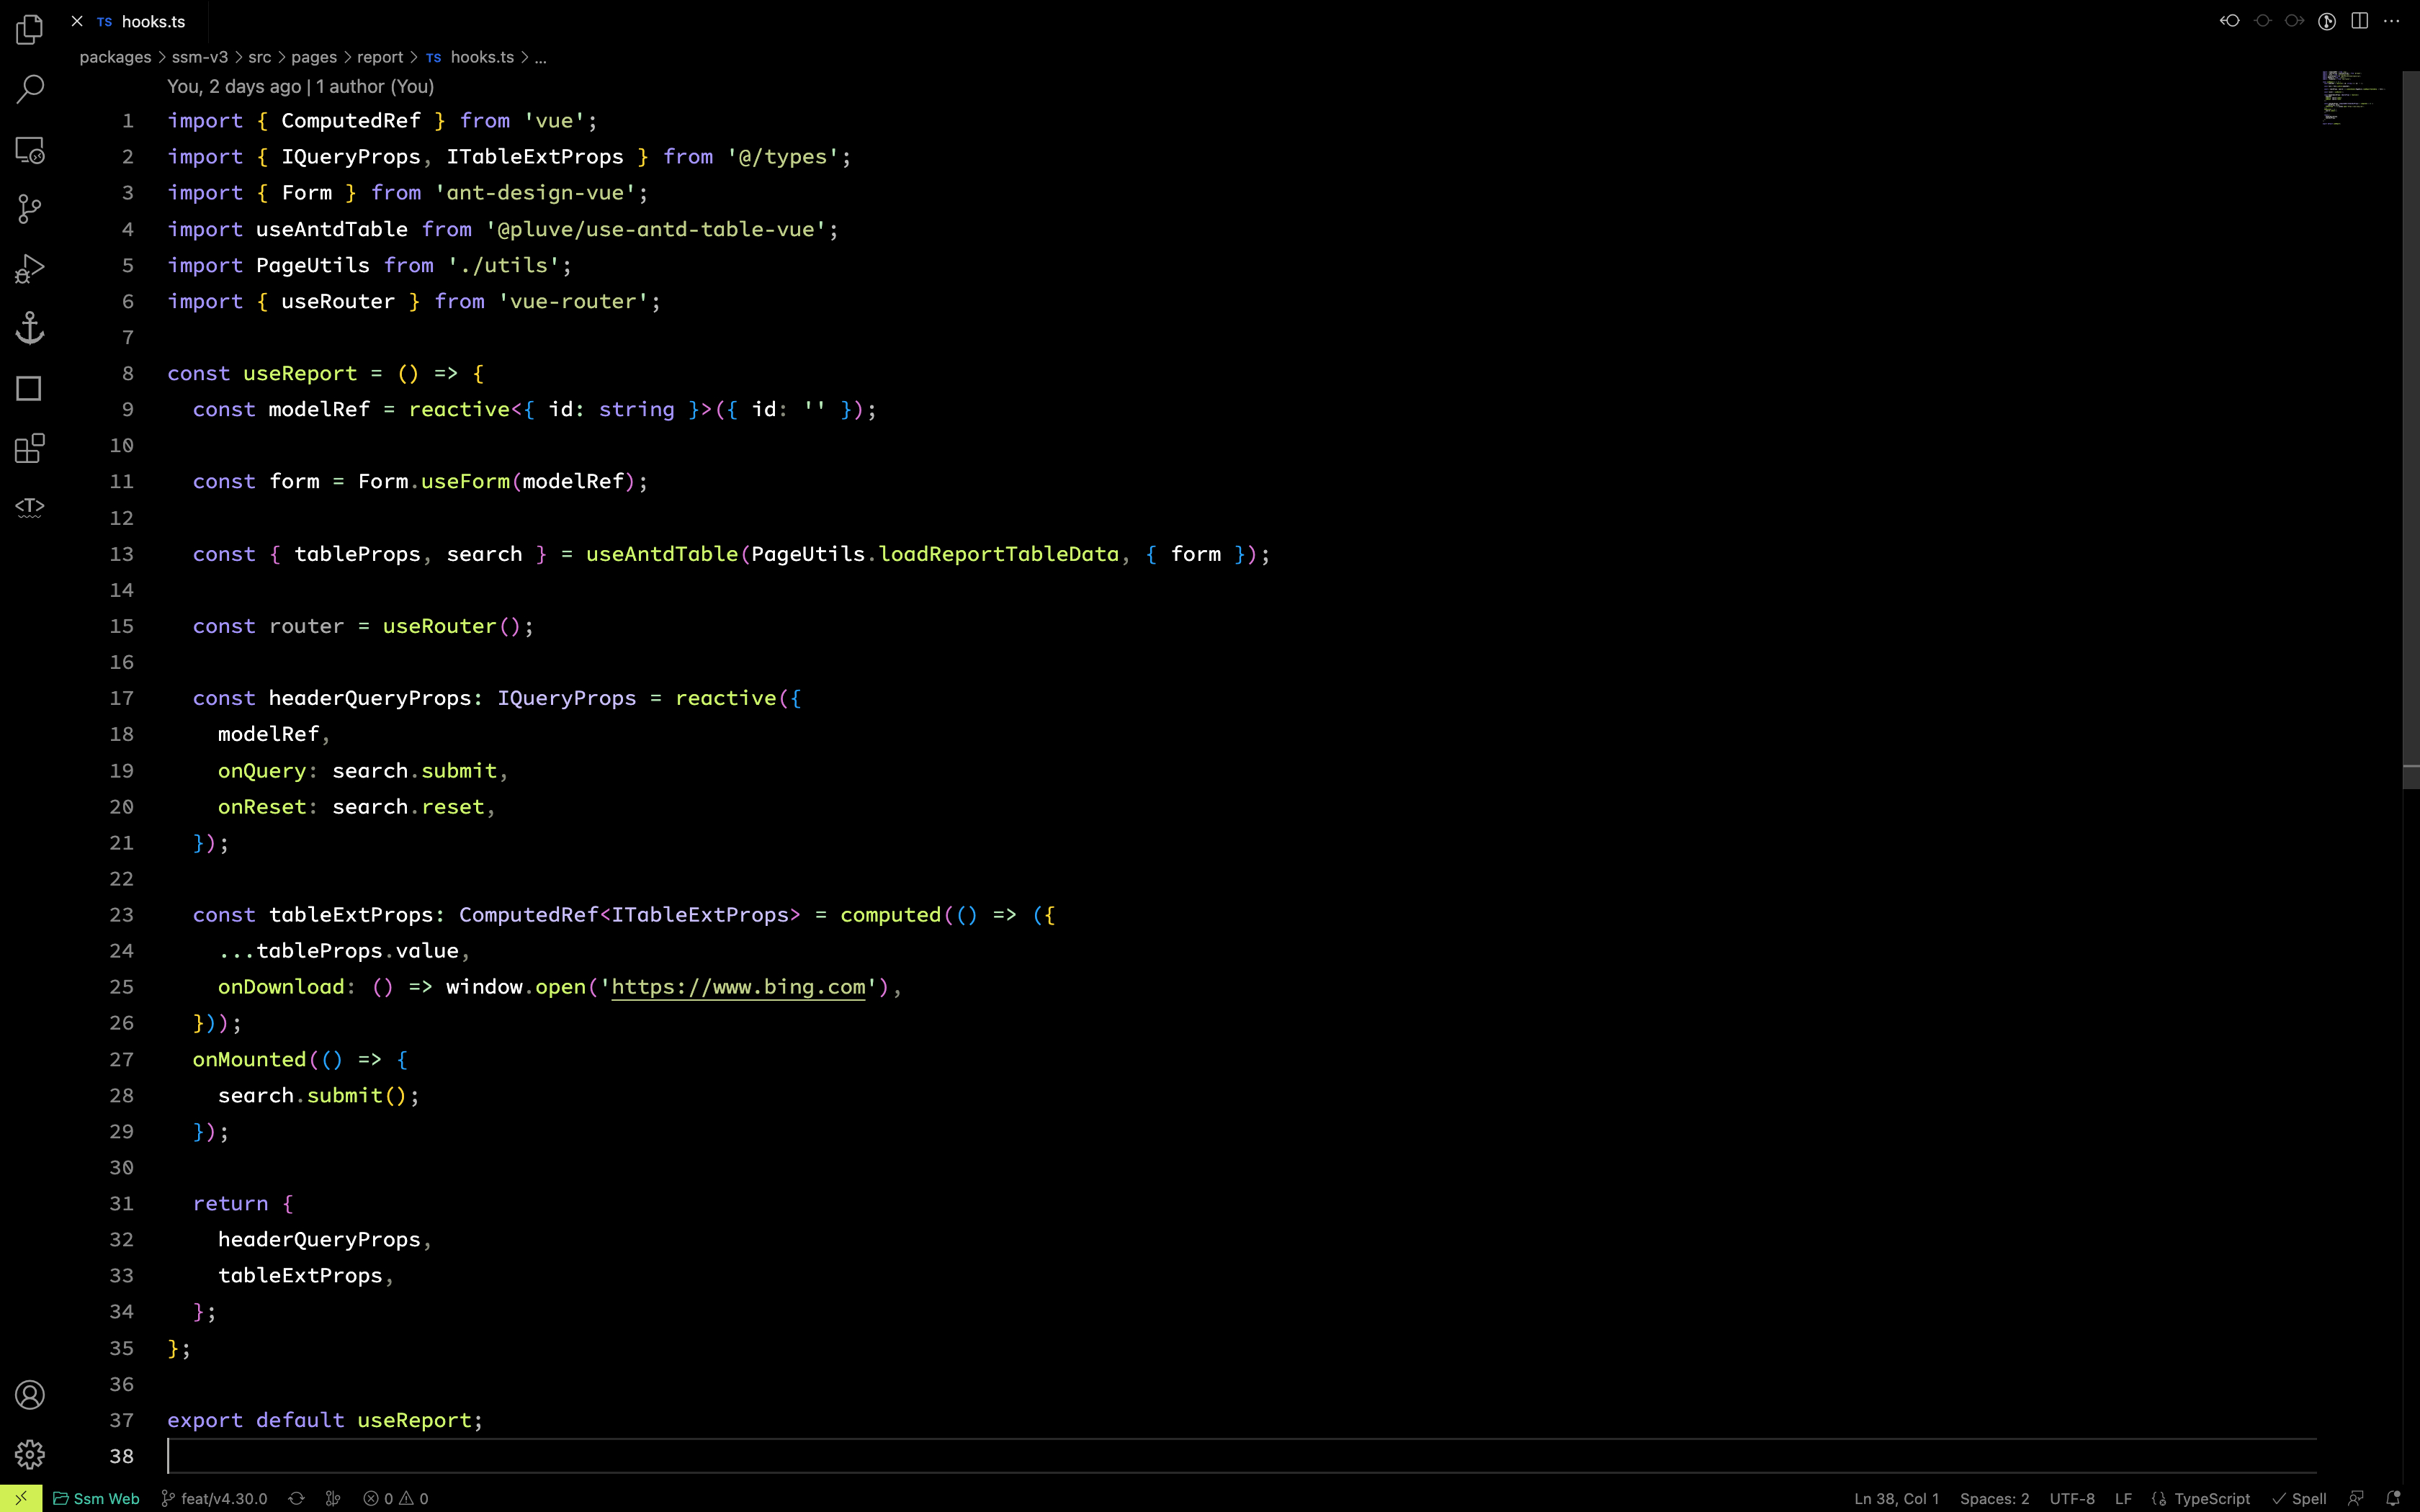 TS hooks.ts
packages > ssm-v3 > src > pages > report > TS hooks.ts > ...
You, 2 days ago | 1 author (You)
1 import { ComputedRef } from 'vue';
2 import { IQueryProps, ITableExtProps } from '@/types';
3 import { Form } from 'ant-design-vue';
4 import useAntdTable from '@pluve/use-antd-table-vue';
5 import PageUtils from './utils';
6 import { useRouter } from 'vue-router';
7
8 const useReport = () => {
9   const modelRef = reactive<{ id: string }>({ id: '' });
10
11   const form = Form.useForm(modelRef);
12
13   const { tableProps, search } = useAntdTable(PageUtils.loadReportTableData, { form });
14
15   const router = useRouter();
16
17   const headerQueryProps: IQueryProps = reactive({
18     modelRef,
19     onQuery: search.submit,
20     onReset: search.reset,
21   });
22
23   const tableExtProps: ComputedRef<ITableExtProps> = computed(() => ({
24     ...tableProps.value,
25     onDownload: () => window.open('https://www.bing.com'),
26   }));
27   onMounted(() => {
28     search.submit();
29   });
30
31   return {
32     headerQueryProps,
33     tableExtProps,
34   };
35 };
36
37 export default useReport;
38
Ssm Web feat/v4.30.0 0 0 Ln 38, Col 1 Spaces: 2 UTF-8 LF TypeScript Spell